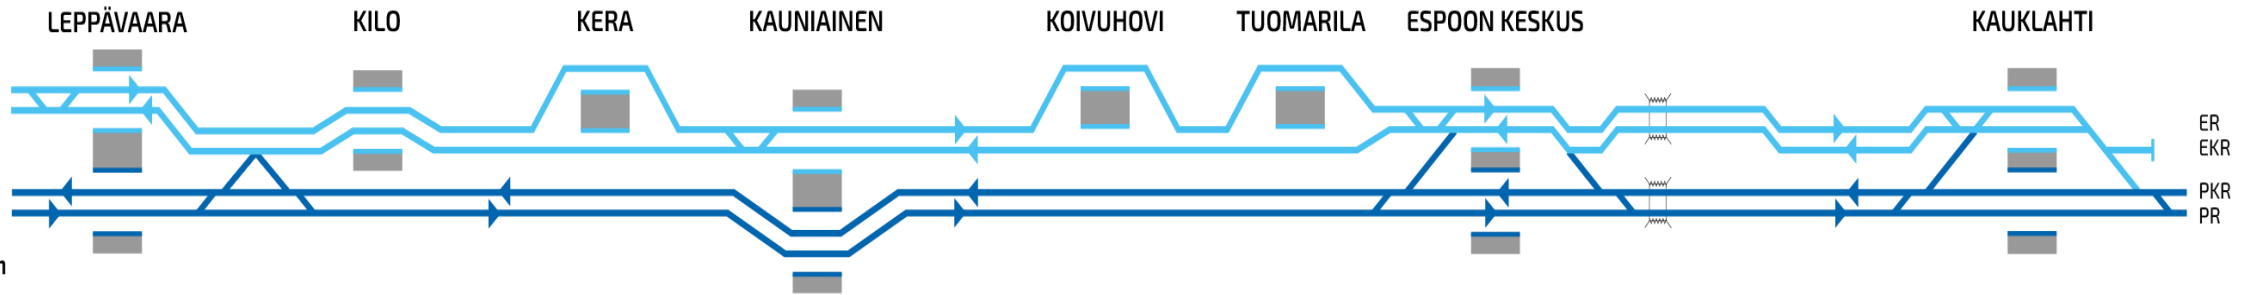 LEPPÄVAARA KILO KERA KAUNIAINEN KOIVUHOVI TUOMARILA ESPOON KESKUS KAUKLAHTI
ER
EKR
PKR
PR